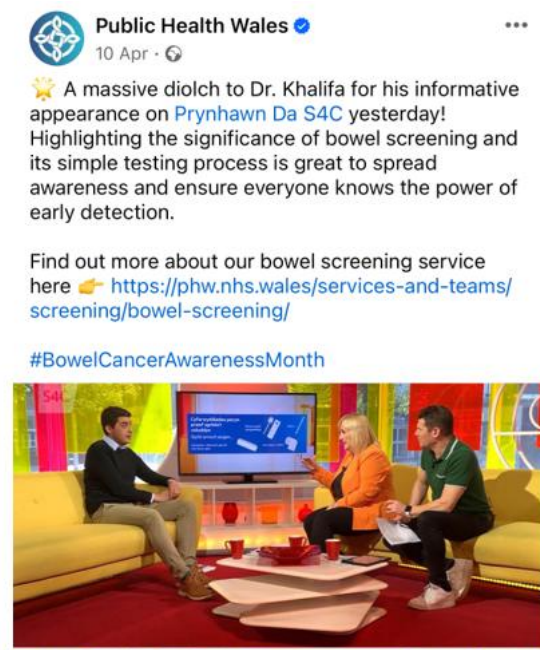 Public Health Wales
10 Apr ·
A massive diolch to Dr. Khalifa for his informative
appearance on Prynhawn Da S4C yesterday!
Highlighting the significance of bowel screening and
its simple testing process is great to spread
awareness and ensure everyone knows the power of
early detection.
Find out more about our bowel screening service
here 👉 https://phw.nhs.wales/services-and-teams/
screening/bowel-screening/
#BowelCancerAwarenessMonth
S4C